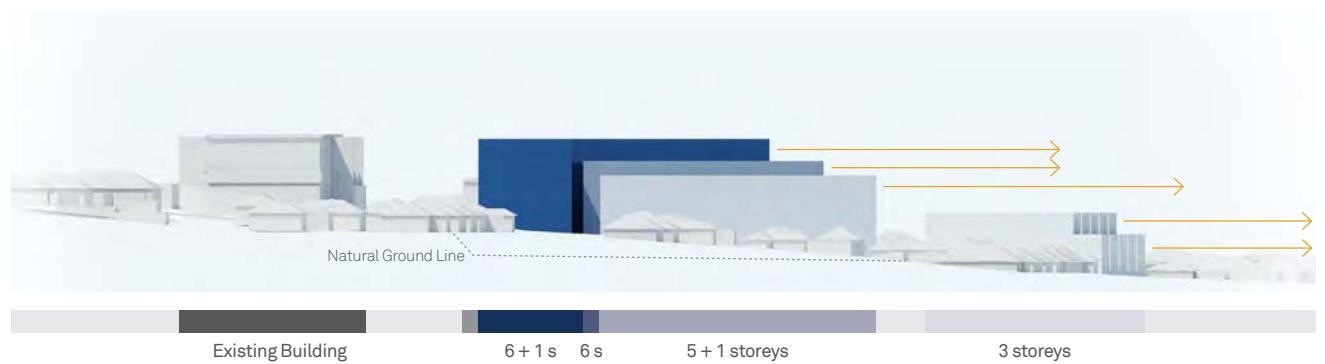 Natural Ground Line
Existing Building
6 + 1 s
6 s
5 + 1 storeys
3 storeys